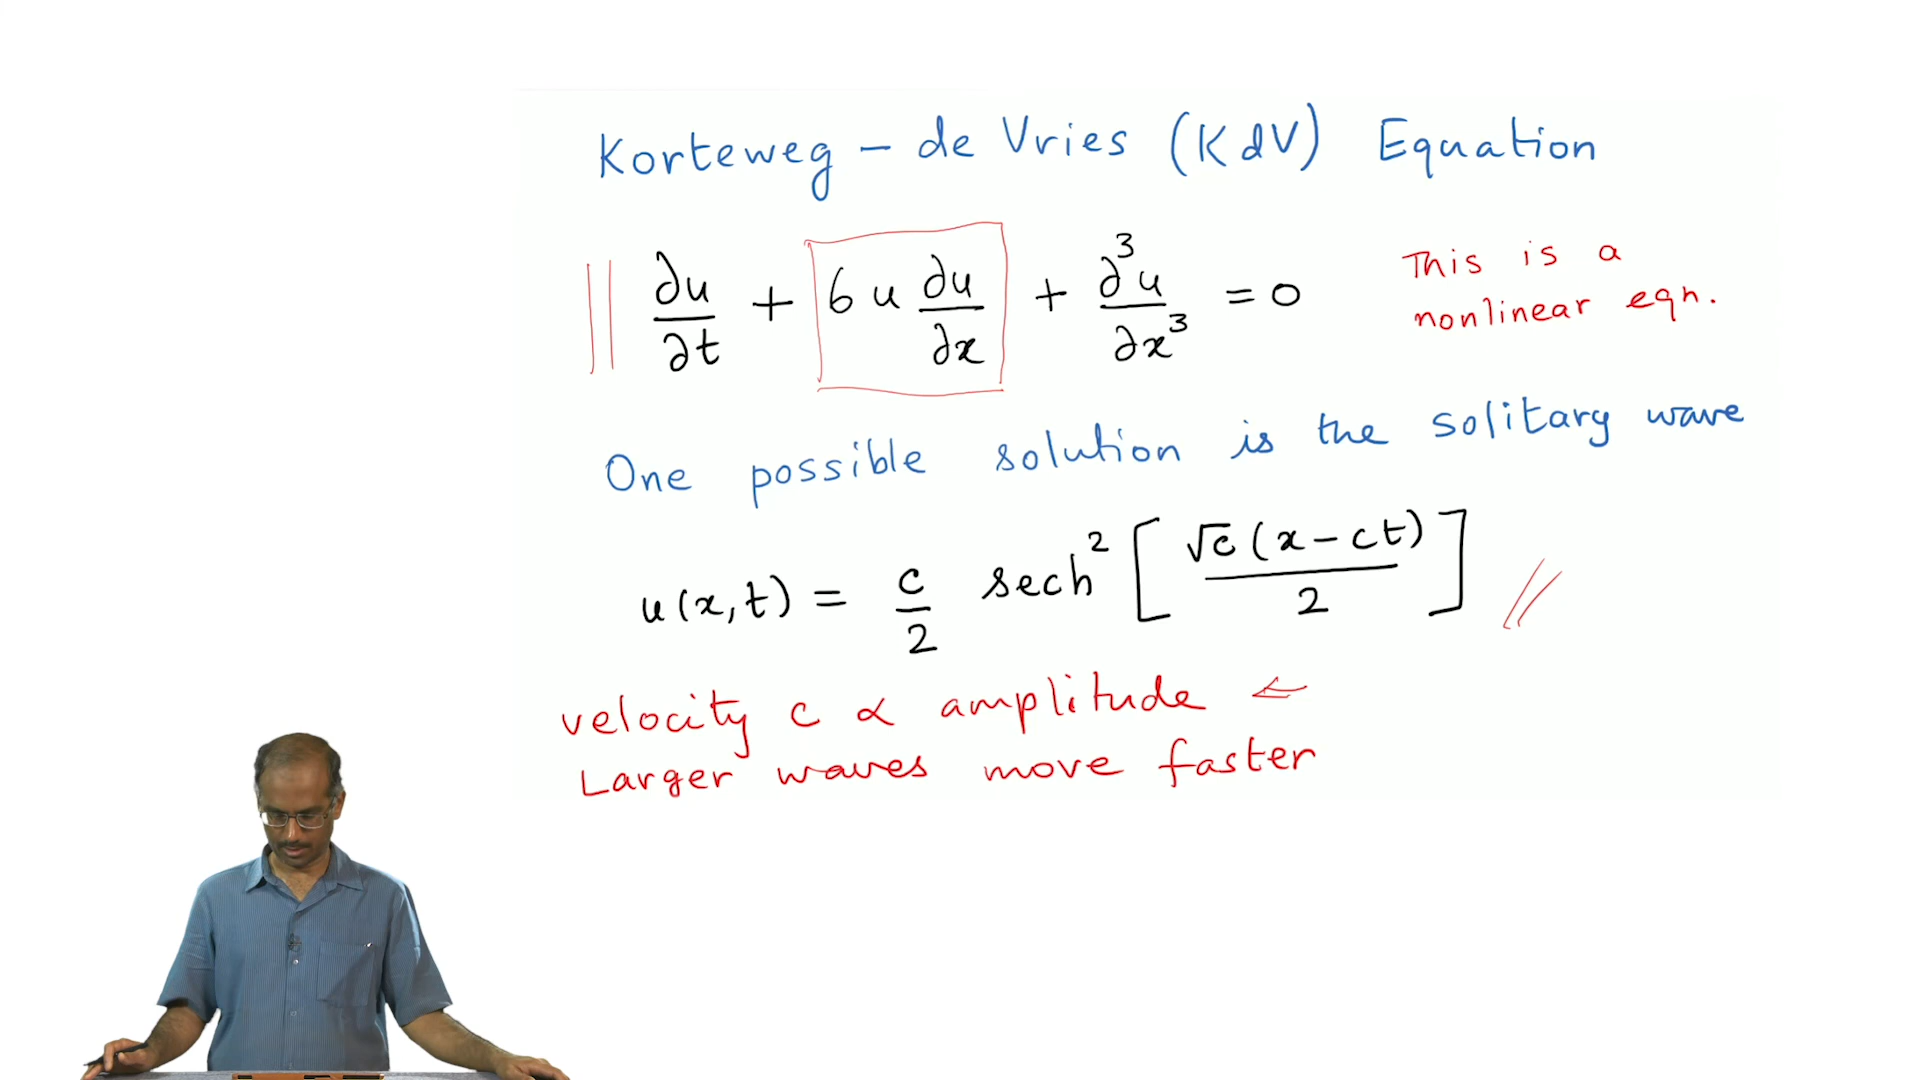 Korteweg – de Vries (KdV) Equation
∂u/∂t + 6 u ∂u/∂x + ∂³u/∂x³ = 0
This is a
nonlinear eqn.
One possible solution is the solitary wave
u(x,t) = c/2 sech² [ √c (x – ct) / 2 ]
velocity c ∝ amplitude ⇐
Larger waves move faster